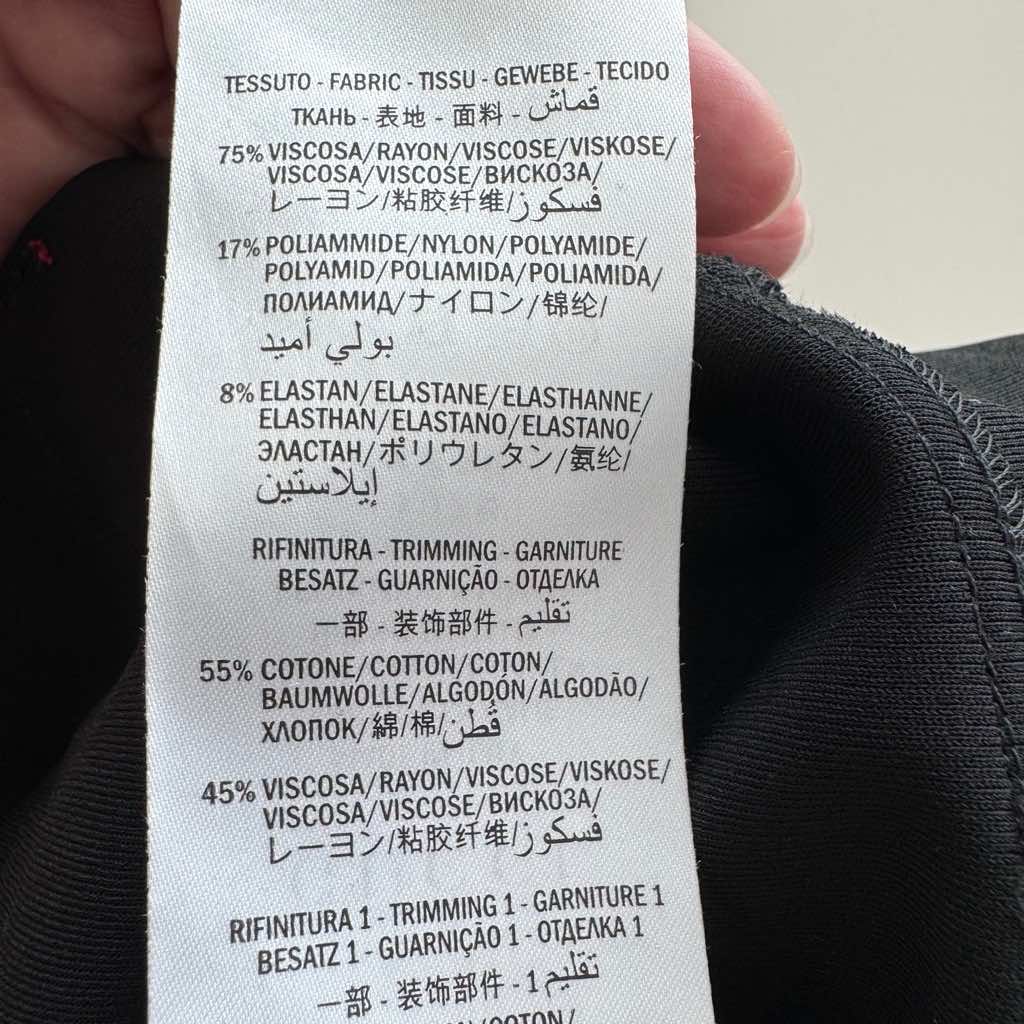 TESSUTO - FABRIC - TISSU - GEWEBE - TECIDO
ТКАНЬ - 表地 - 面料 - قماش
75% VISCOSA/RAYON/VISCOSE/VISKOSE/
VISCOSA/VISCOSE/ВИСКОЗА/
レーヨン/粘胶纤维/فسكوز
17% POLIAMMIDE/NYLON/POLYAMIDE/
POLYAMID/POLIAMIDA/POLIAMIDA/
ПОЛИАМИД/ナイロン/锦纶/
بولي أميد
8% ELASTAN/ELASTANE/ELASTHANNE/
ELASTHAN/ELASTANO/ELASTANO/
ЭЛАСТАН/ポリウレタン/氨纶/
إيلاستين
RIFINITURA - TRIMMING - GARNITURE
BESATZ - GUARNIÇÃO - ОТДЕЛКА
一部 - 装饰部件 - تقليم
55% COTONE/COTTON/COTON/
BAUMWOLLE/ALGODÓN/ALGODÃO/
ХЛОПОК/綿/棉/قُطن
45% VISCOSA/RAYON/VISCOSE/VISKOSE/
VISCOSA/VISCOSE/ВИСКОЗА/
レーヨン/粘胶纤维/فسكوز
RIFINITURA 1 - TRIMMING 1 - GARNITURE 1
BESATZ 1 - GUARNIÇÃO 1 - ОТДЕЛКА 1
一部 - 装饰部件 - 1 تقليم